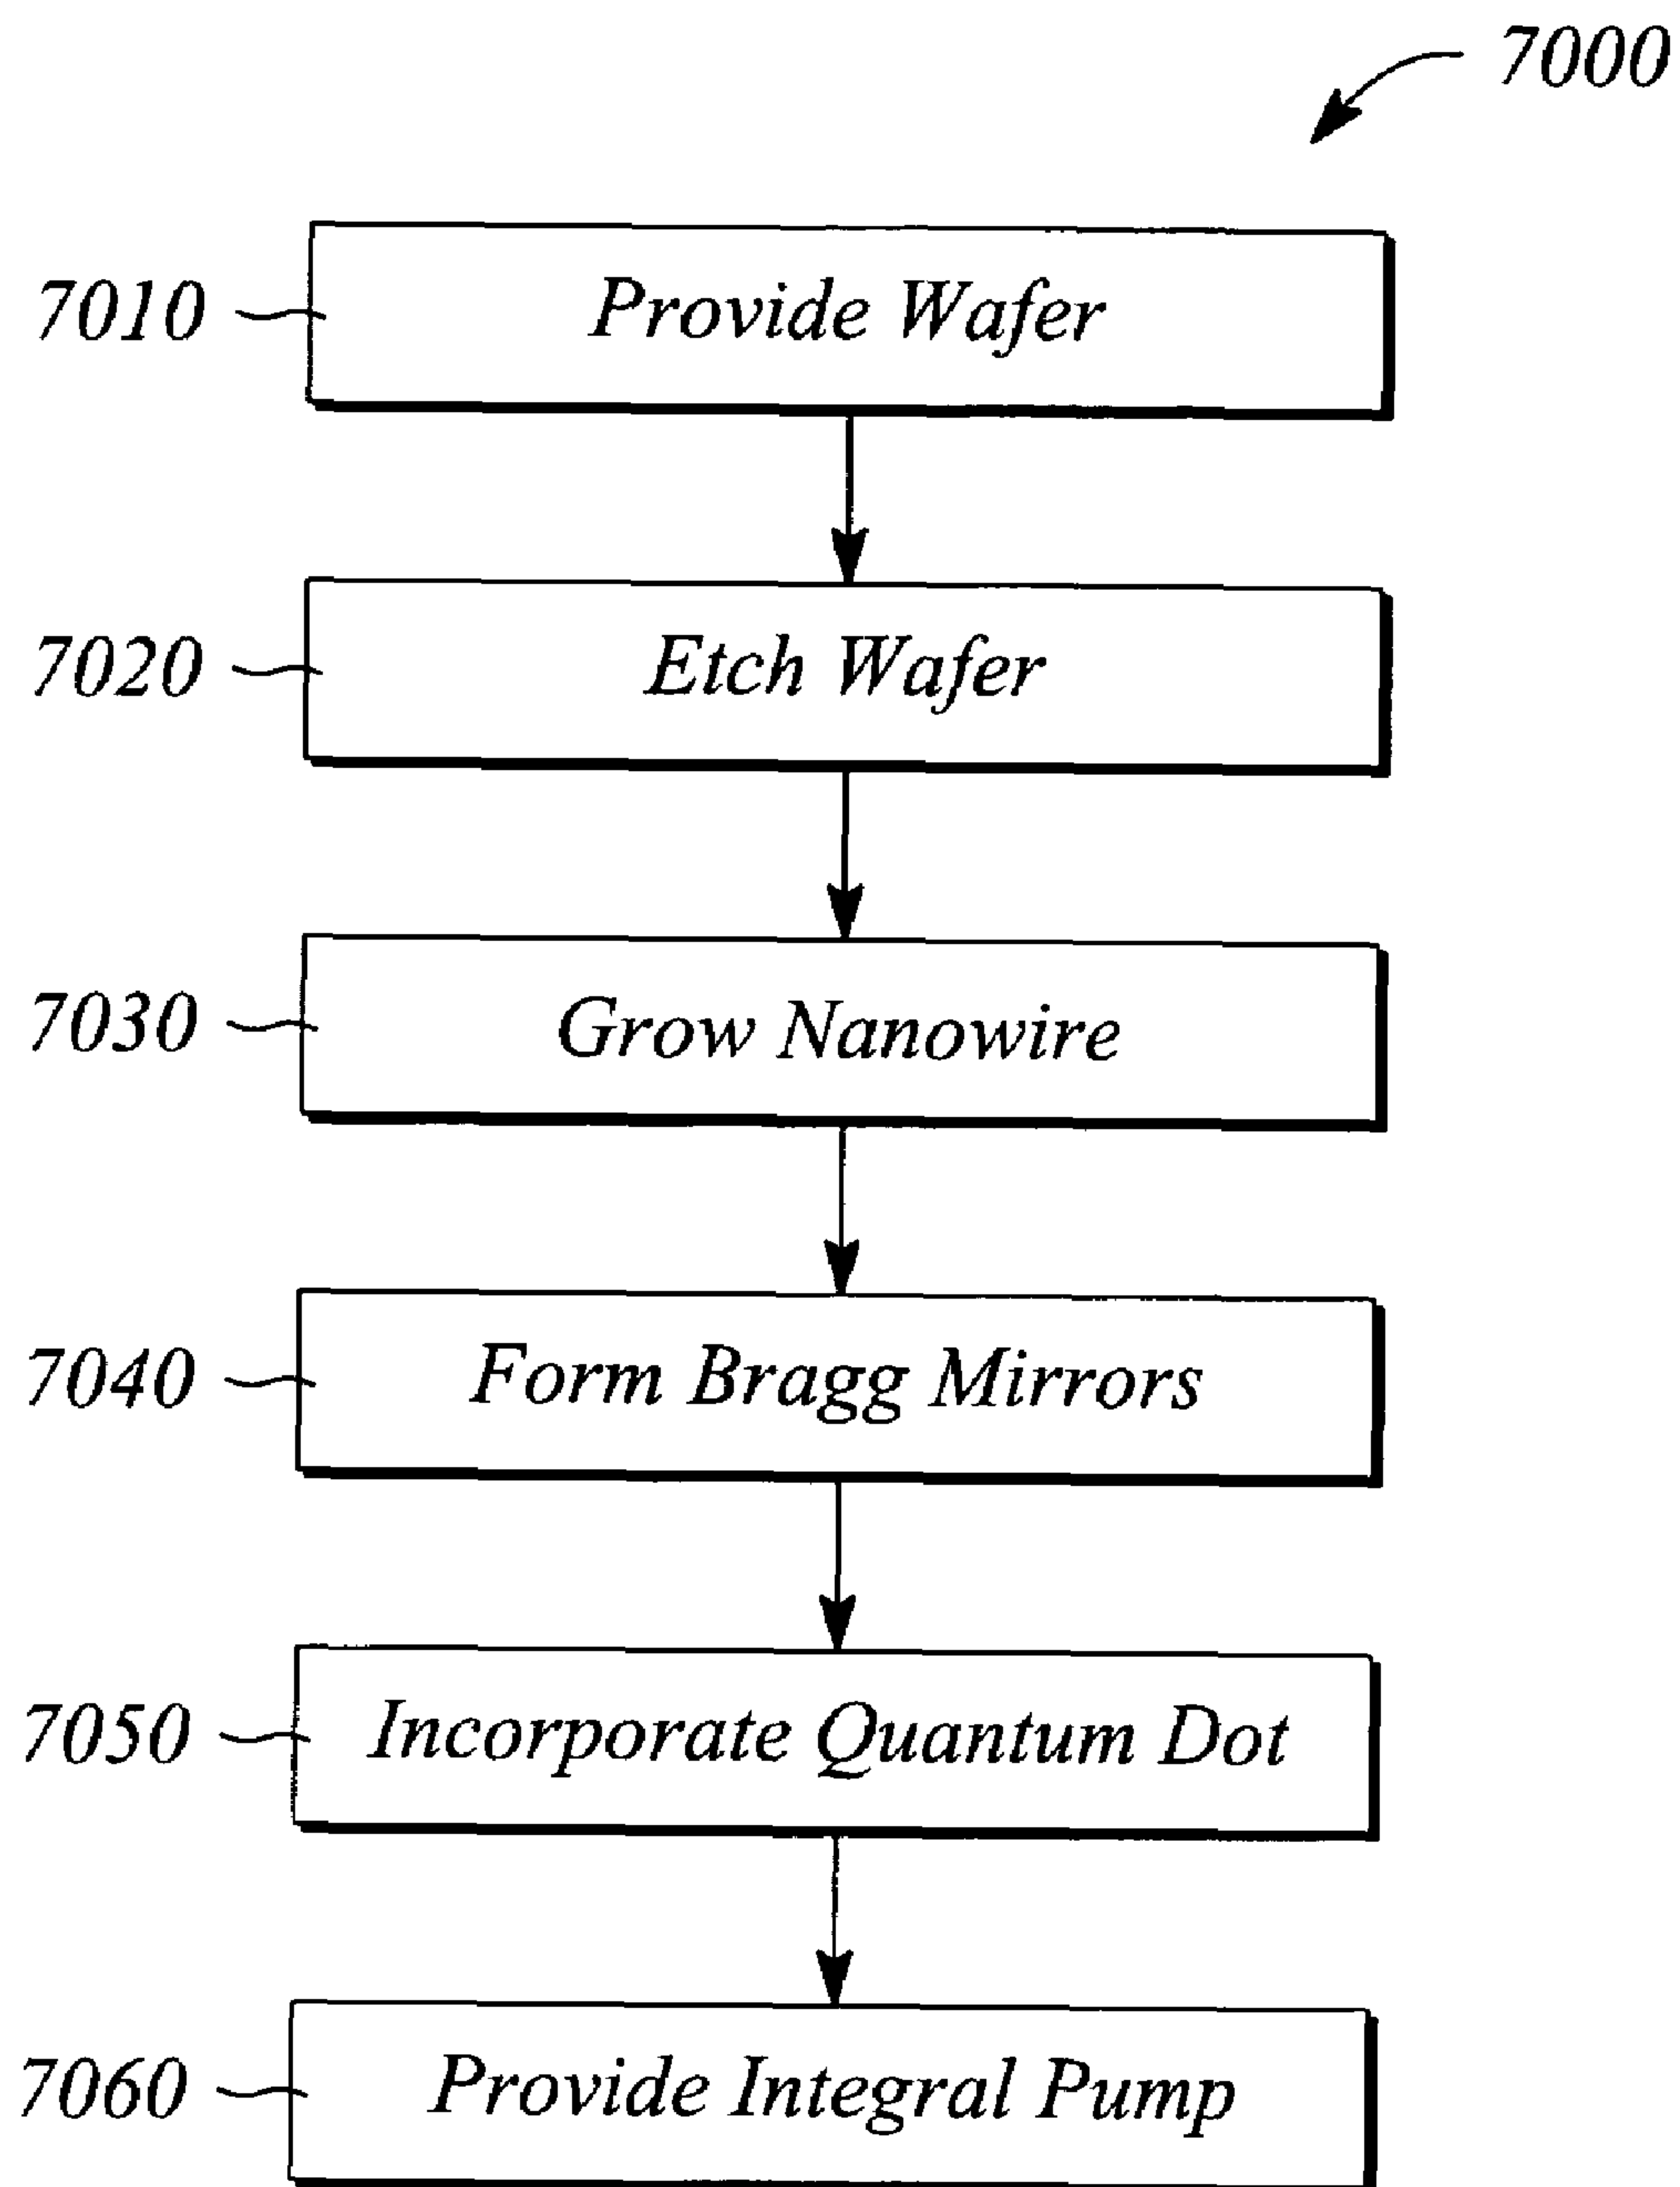 7000
7010 Provide Wafer
7020 Etch Wafer
7030 Grow Nanowire
7040 Form Bragg Mirrors
7050 Incorporate Quantum Dot
7060 Provide Integral Pump